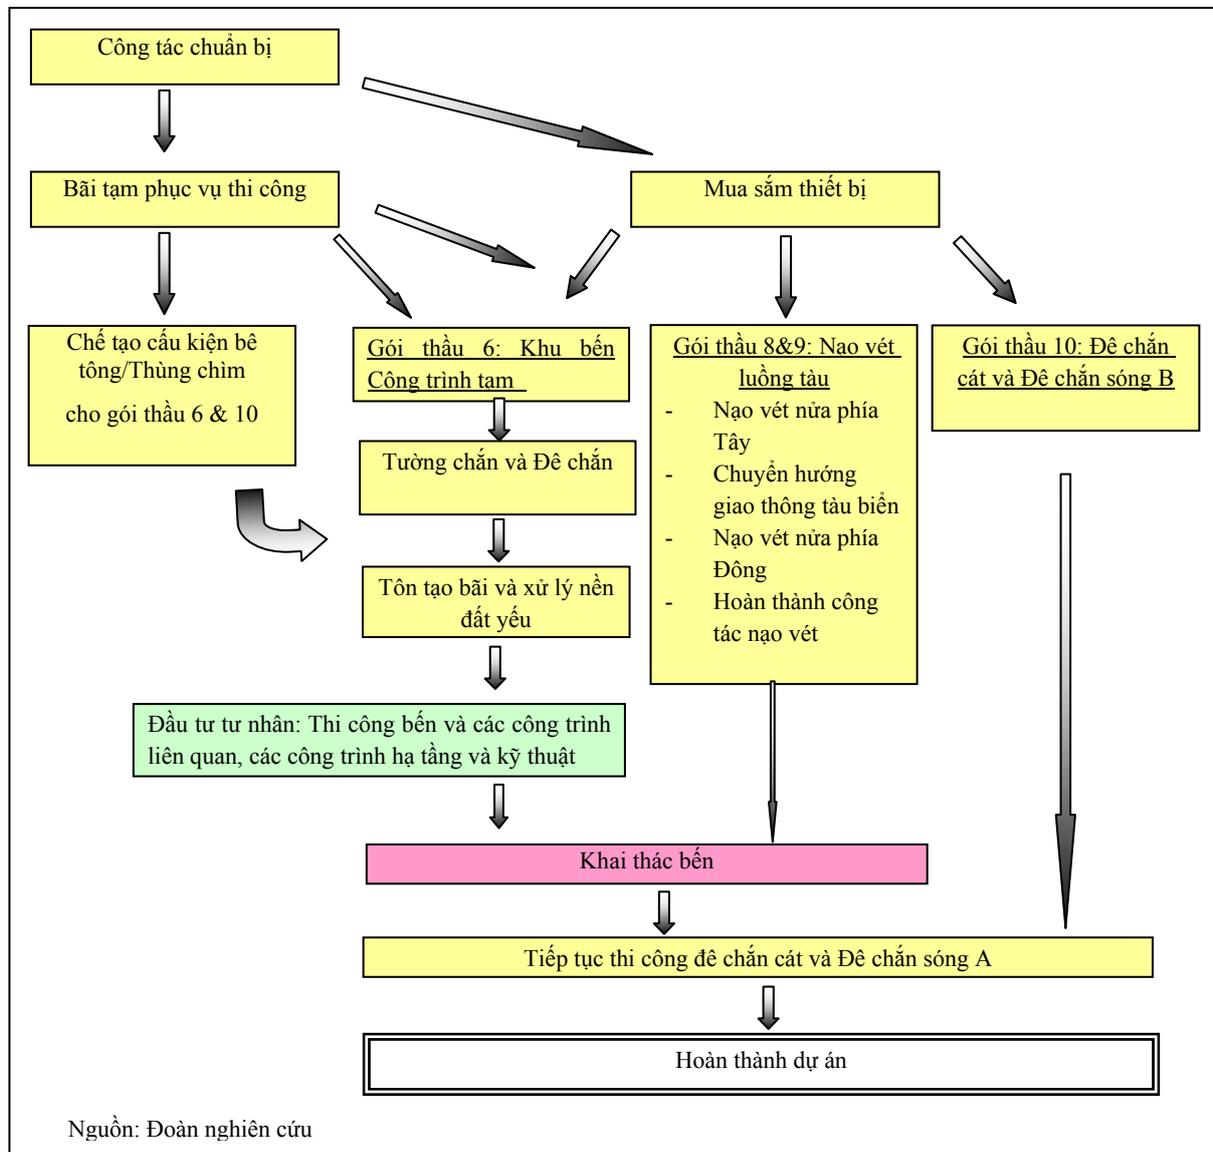 Công tác chuẩn bị
Bãi tạm phục vụ thi công
Mua sắm thiết bị
Chế tạo cấu kiện bê
tông/Thùng chìm
cho gói thầu 6 & 10
Gói thầu 6: Khu bến
Công trình tạm
Gói thầu 8&9: Nạo vét
luồng tàu
- Nạo vét nửa phía
Tây
- Chuyển hướng
giao thông tàu biển
- Nạo vét nửa phía
Đông
- Hoàn thành công
tác nạo vét
Gói thầu 10: Đê chắn
cát và Đê chắn sóng B
Tường chắn và Đê chắn
Tôn tạo bãi và xử lý nền
đất yếu
Đầu tư tư nhân: Thi công bến và các công trình
liên quan, các công trình hạ tầng và kỹ thuật
Khai thác bến
Tiếp tục thi công đê chắn cát và Đê chắn sóng A
Hoàn thành dự án
Nguồn: Đoàn nghiên cứu